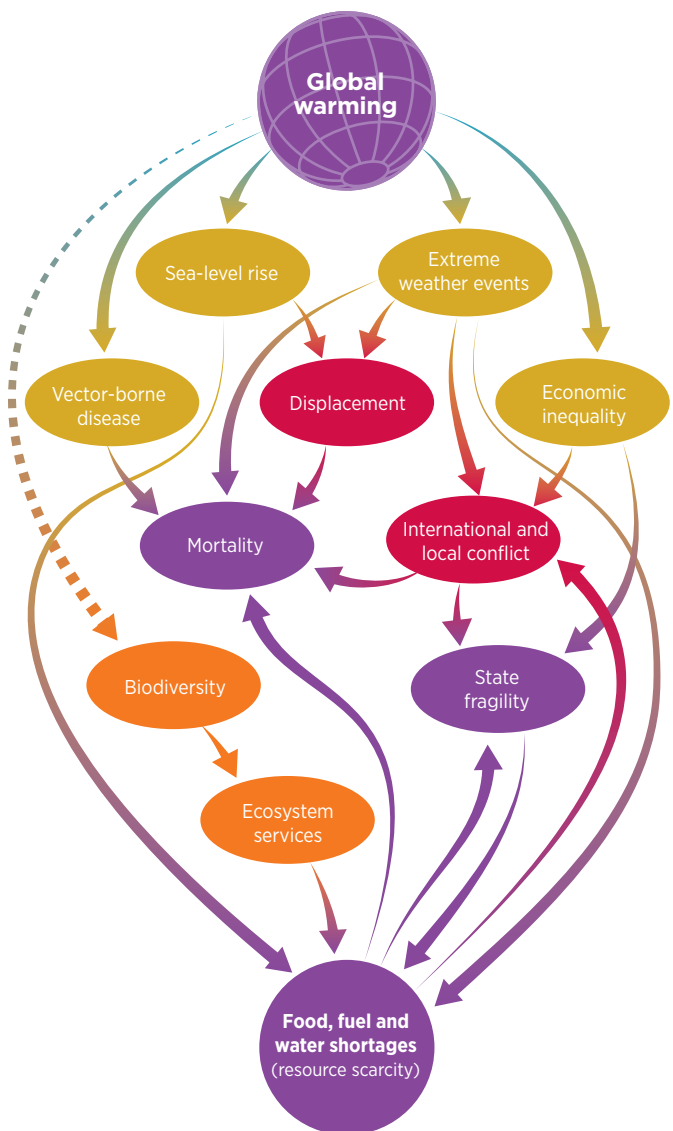 Global
warming
Sea-level rise
Extreme
weather events
Vector-borne
disease
Displacement
Economic
inequality
Mortality
International and
local conflict
Biodiversity
State
fragility
Ecosystem
services
Food, fuel and
water shortages
(resource scarcity)